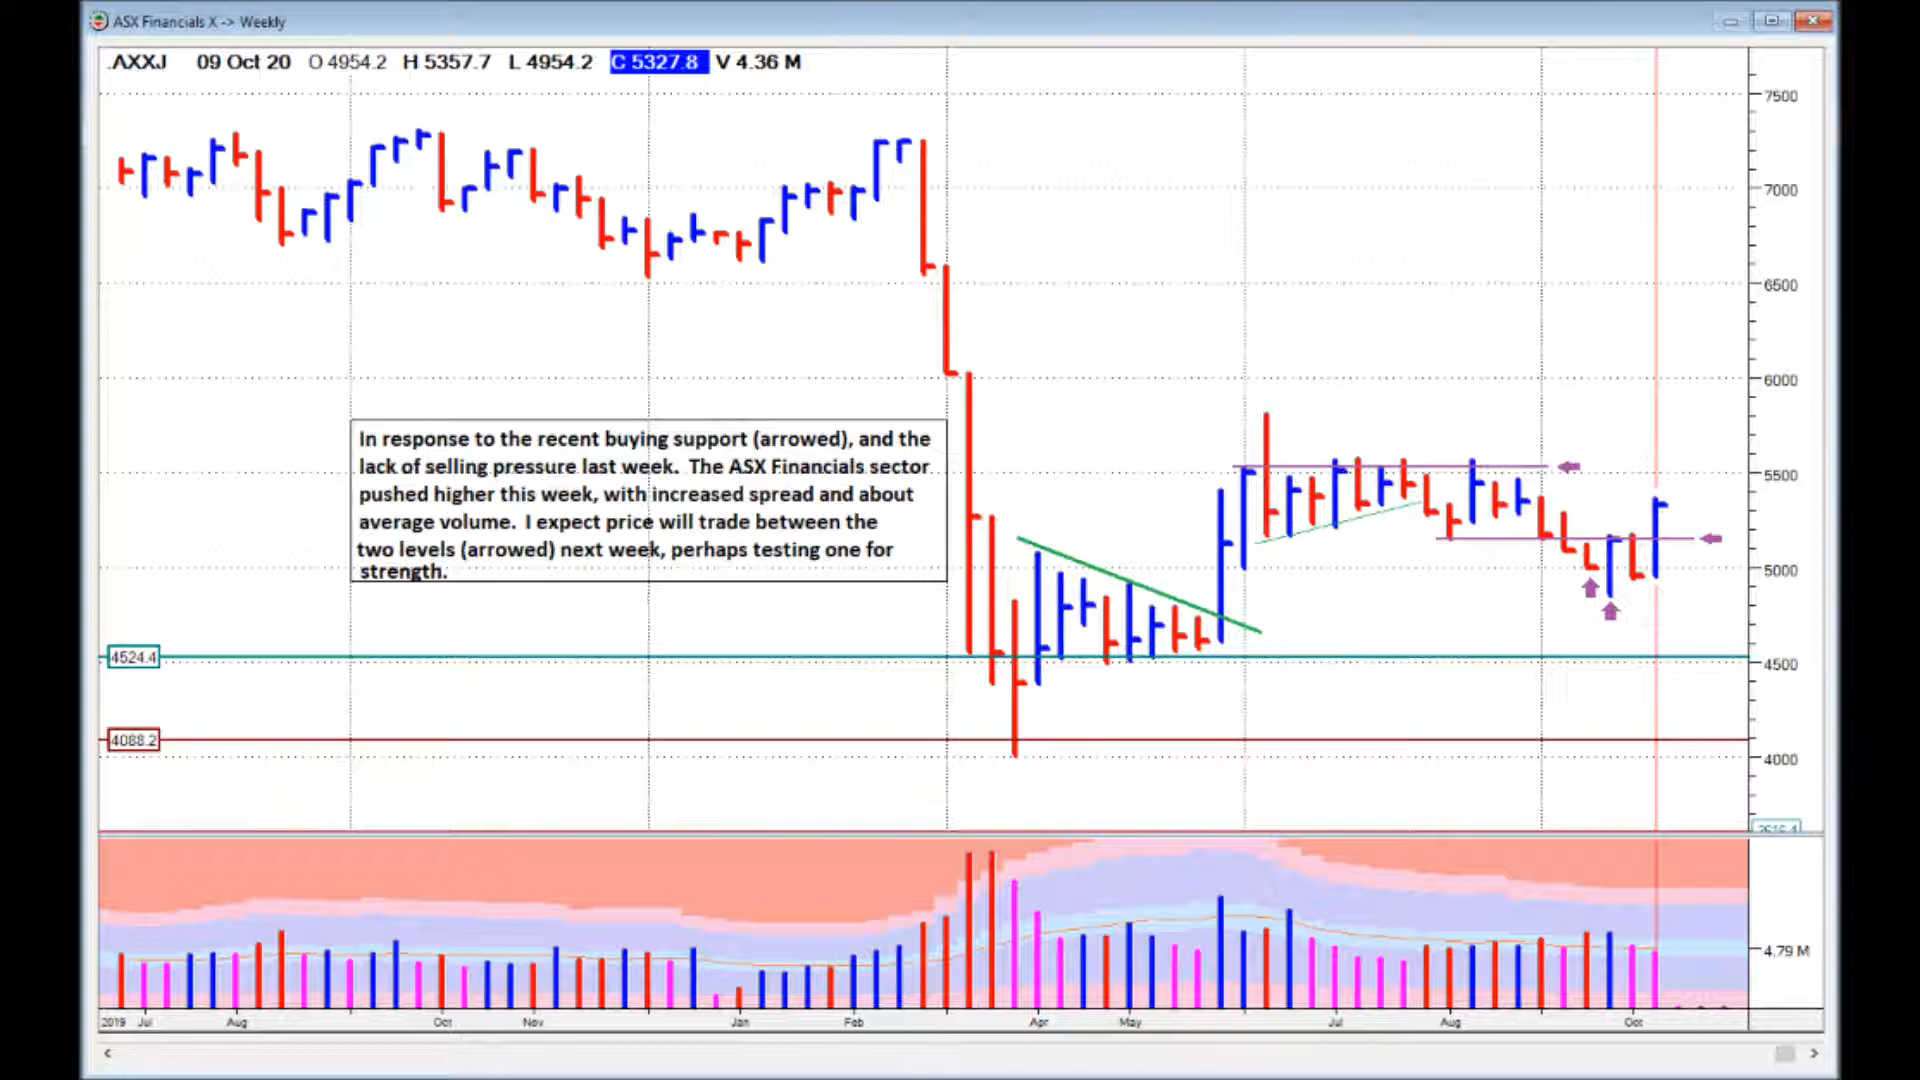 ASX Financials X -> Weekly
.AXXJ 09 Oct 20 O 4954.2 H 5357.7 L 4954.2 C 5327.8 V 4.36 M
7500
7000
6500
6000
In response to the recent buying support (arrowed), and the
lack of selling pressure last week. The ASX Financials sector
pushed higher this week, with increased spread and about
average volume. I expect price will trade between the
two levels (arrowed) next week, perhaps testing one for
strength.
5500
5000
4524.4
4500
4088.2
4000
4.79 M
2019 Jul Aug Oct Nov Jan Feb Apr May Jul Aug Oct